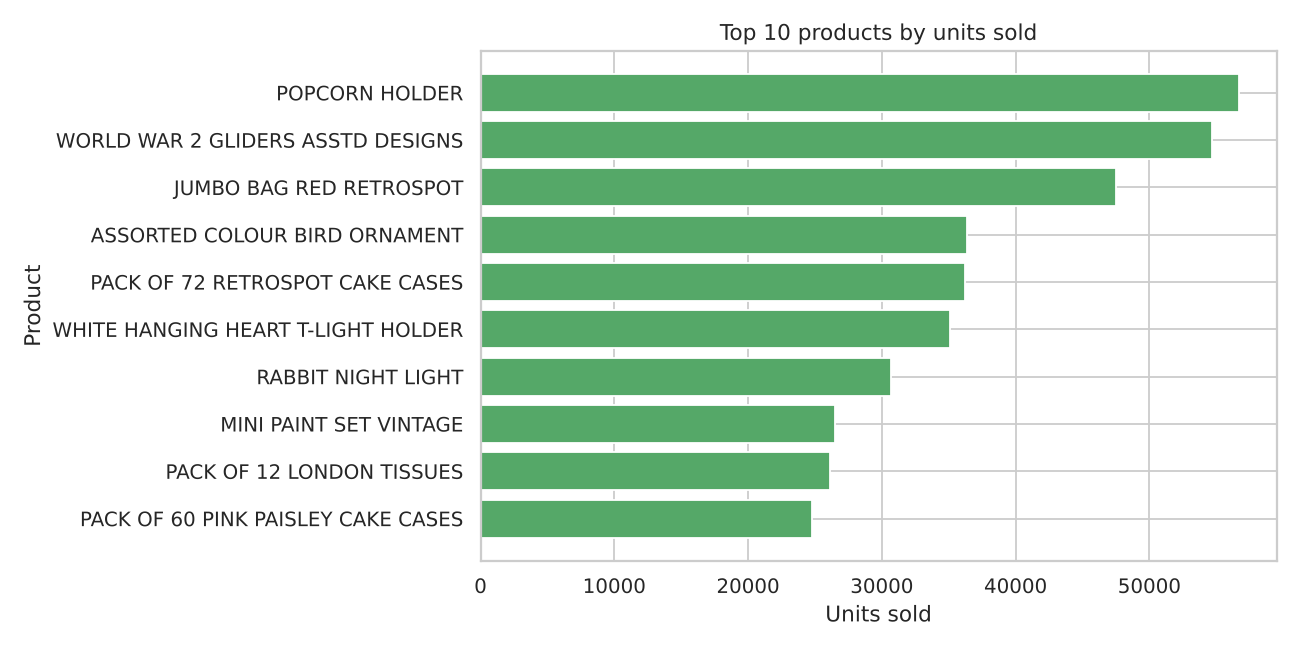 Top 10 products by units sold
POPCORN HOLDER
WORLD WAR 2 GLIDERS ASSTD DESIGNS
JUMBO BAG RED RETROSPOT
ASSORTED COLOUR BIRD ORNAMENT
PACK OF 72 RETROSPOT CAKE CASES
WHITE HANGING HEART T-LIGHT HOLDER
RABBIT NIGHT LIGHT
MINI PAINT SET VINTAGE
PACK OF 12 LONDON TISSUES
PACK OF 60 PINK PAISLEY CAKE CASES
Product
0 10000 20000 30000 40000 50000
Units sold